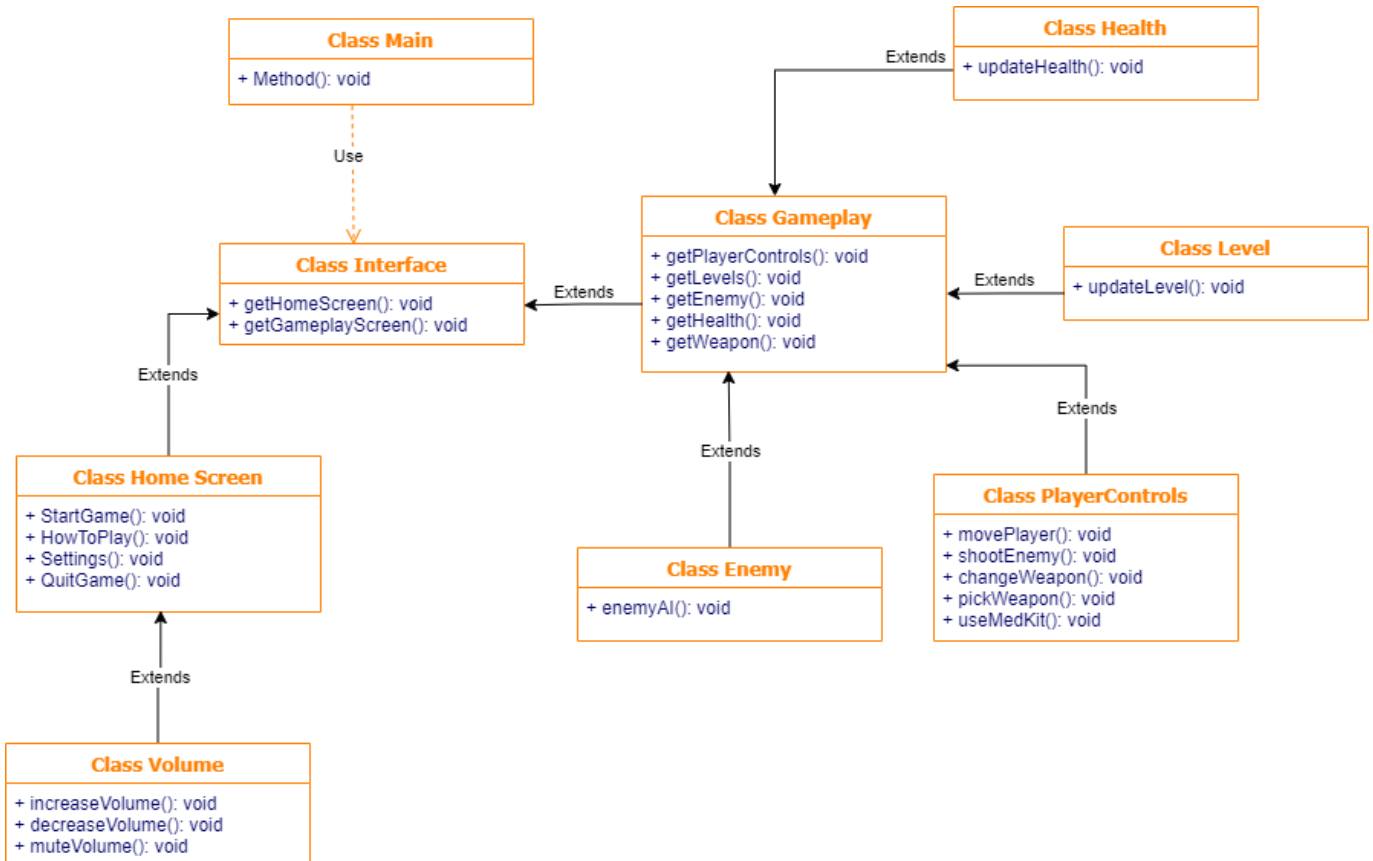 Class Main
+ Method(): void
Use
Class Interface
+ getHomeScreen(): void
+ getGameplayScreen(): void
Extends
Class Home Screen
+ StartGame(): void
+ HowToPlay(): void
+ Settings(): void
+ QuitGame(): void
Extends
Class Volume
+ increaseVolume(): void
+ decreaseVolume(): void
+ muteVolume(): void
Extends
Class Gameplay
+ getPlayerControls(): void
+ getLevels(): void
+ getEnemy(): void
+ getHealth(): void
+ getWeapon(): void
Extends
Class Health
+ updateHealth(): void
Extends
Class Level
+ updateLevel(): void
Extends
Class Enemy
+ enemyAI(): void
Extends
Class PlayerControls
+ movePlayer(): void
+ shootEnemy(): void
+ changeWeapon(): void
+ pickWeapon(): void
+ useMedKit(): void